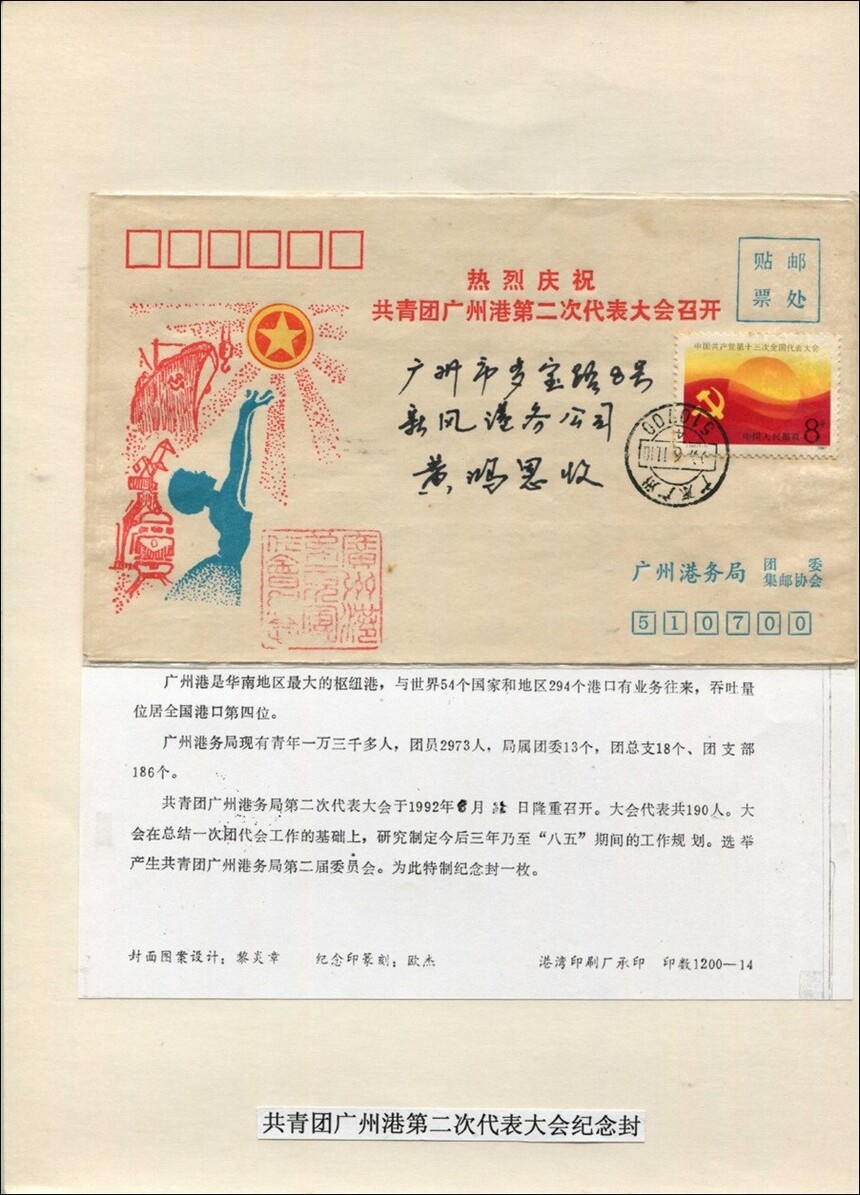 热烈庆祝
共青团广州港第二次代表大会召开
贴邮
票处
中国共产党第十三次全国代表大会
中国人民邮政 8分
广州市多宝路8号
新风港务公司
黄鸣恩收
510700
广州港务局 团委
集邮协会
510700
广州港是华南地区最大的枢纽港，与世界54个国家和地区294个港口有业务往来，吞吐量
位居全国港口第四位。
广州港务局现有青年一万三千多人，团员2973人，局属团委13个，团总支18个、团支部
186个。
共青团广州港务局第二次代表大会于1992年6月 日隆重召开。大会代表共190人。大
会在总结一次团代会工作的基础上，研究制定今后三年乃至“八五”期间的工作规划。选举
产生共青团广州港务局第二届委员会。为此特制纪念封一枚。
封面图案设计：黎炎章 纪念印篆刻：欧杰 港湾印刷厂承印 印数1200—14
共青团广州港第二次代表大会纪念封